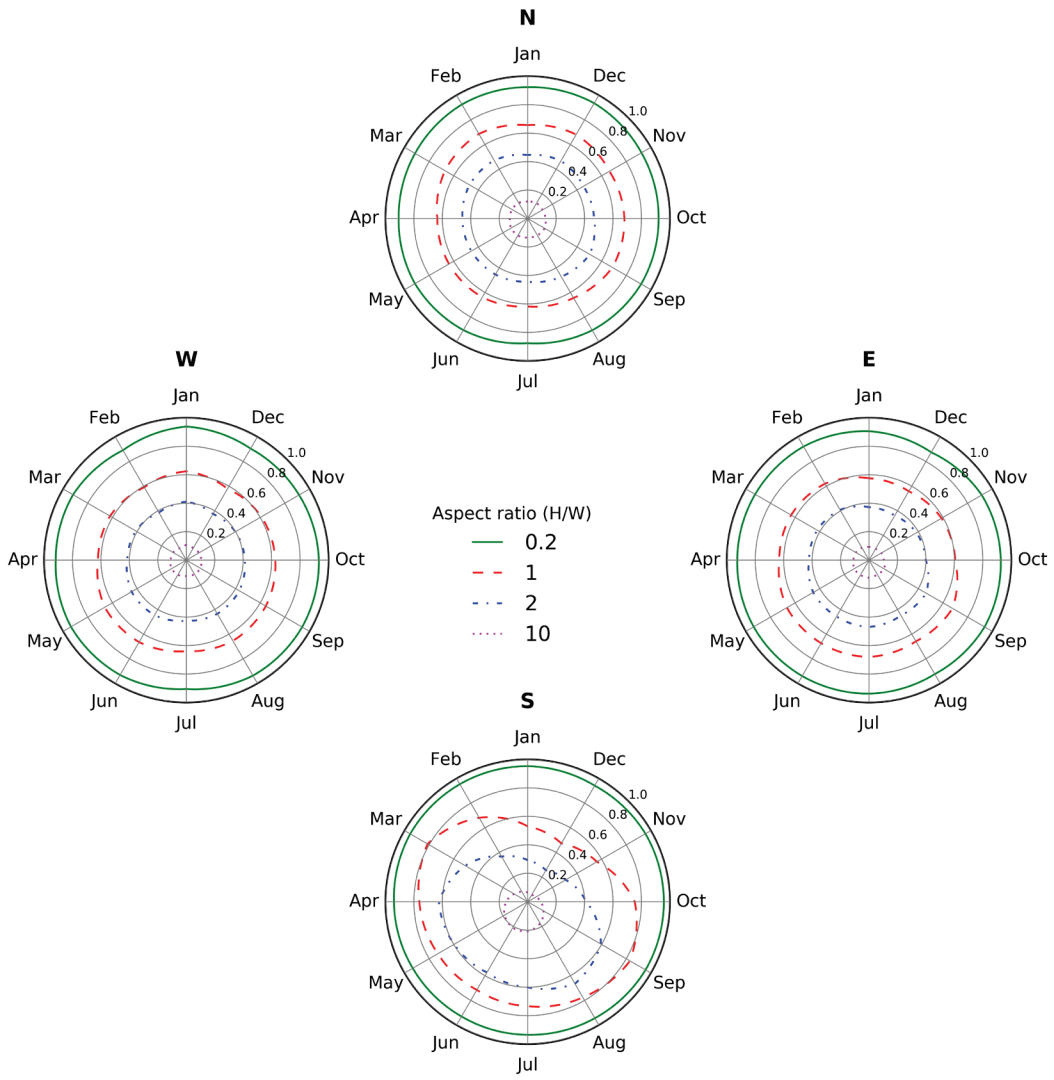 N
Jan
Feb
Dec
1.0
Mar
0.8
Nov
0.6
0.4
0.2
Apr
Oct
May
Sep
Jun
Aug
Jul
W
Jan
Feb
Dec
1.0
Mar
0.8
Nov
0.6
0.4
0.2
Apr
Oct
May
Sep
Jun
Aug
Jul
E
Jan
Feb
Dec
1.0
Mar
0.8
Nov
0.6
0.4
0.2
Apr
Oct
May
Sep
Jun
Aug
Jul
Aspect ratio (H/W)
0.2
1
2
10
S
Jan
Feb
Dec
1.0
Mar
0.8
Nov
0.6
0.4
0.2
Apr
Oct
May
Sep
Jun
Aug
Jul